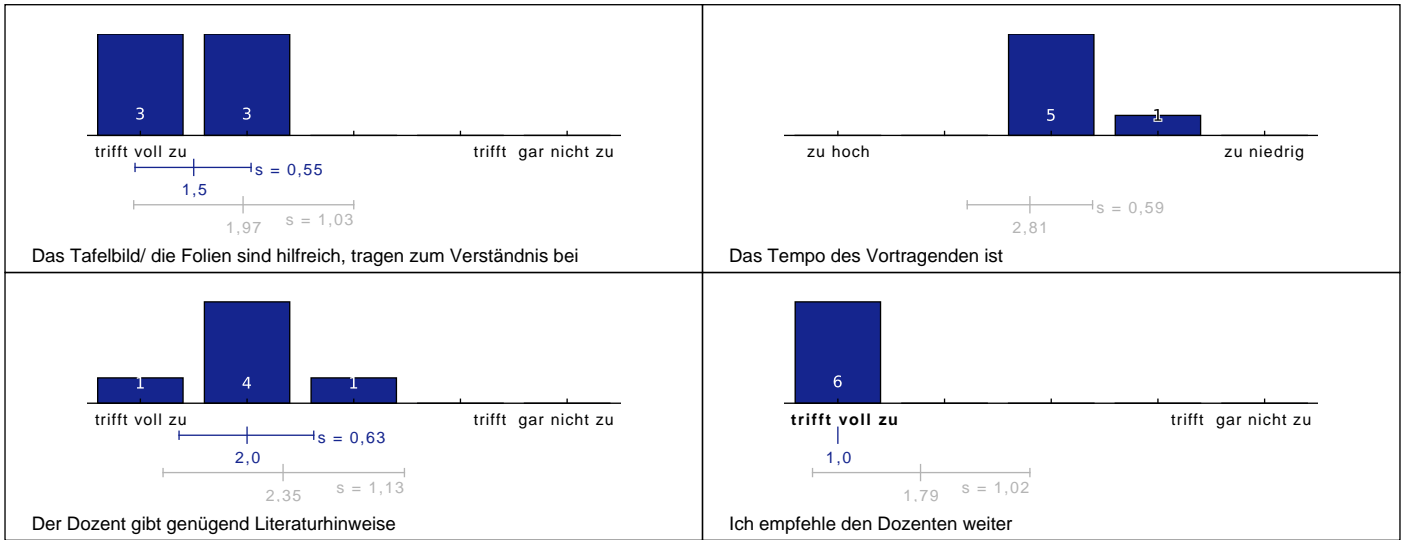 3 3
trifft voll zu trifft gar nicht zu
s = 0,55
1,5
s = 1,03
1,97
Das Tafelbild/ die Folien sind hilfreich, tragen zum Verständnis bei
5 1
zu hoch zu niedrig
s = 0,59
2,81
Das Tempo des Vortragenden ist
1 4 1
trifft voll zu trifft gar nicht zu
s = 0,63
2,0
s = 1,13
2,35
Der Dozent gibt genügend Literaturhinweise
6
trifft voll zu trifft gar nicht zu
1,0
s = 1,02
1,79
Ich empfehle den Dozenten weiter